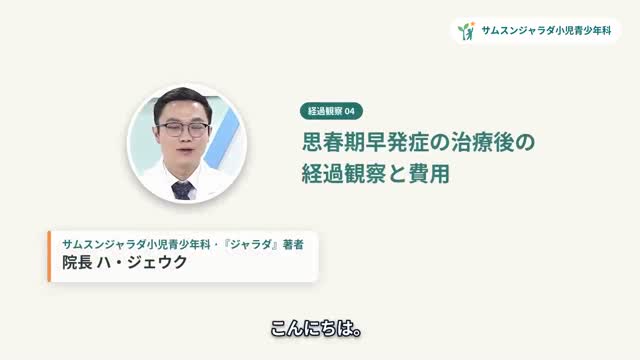 サムスンジャラダ小児青少年科
経過観察 04
思春期早発症の治療後の
経過観察と費用
サムスンジャラダ小児青少年科・『ジャラダ』著者
院長 ハ・ジェウク
こんにちは。